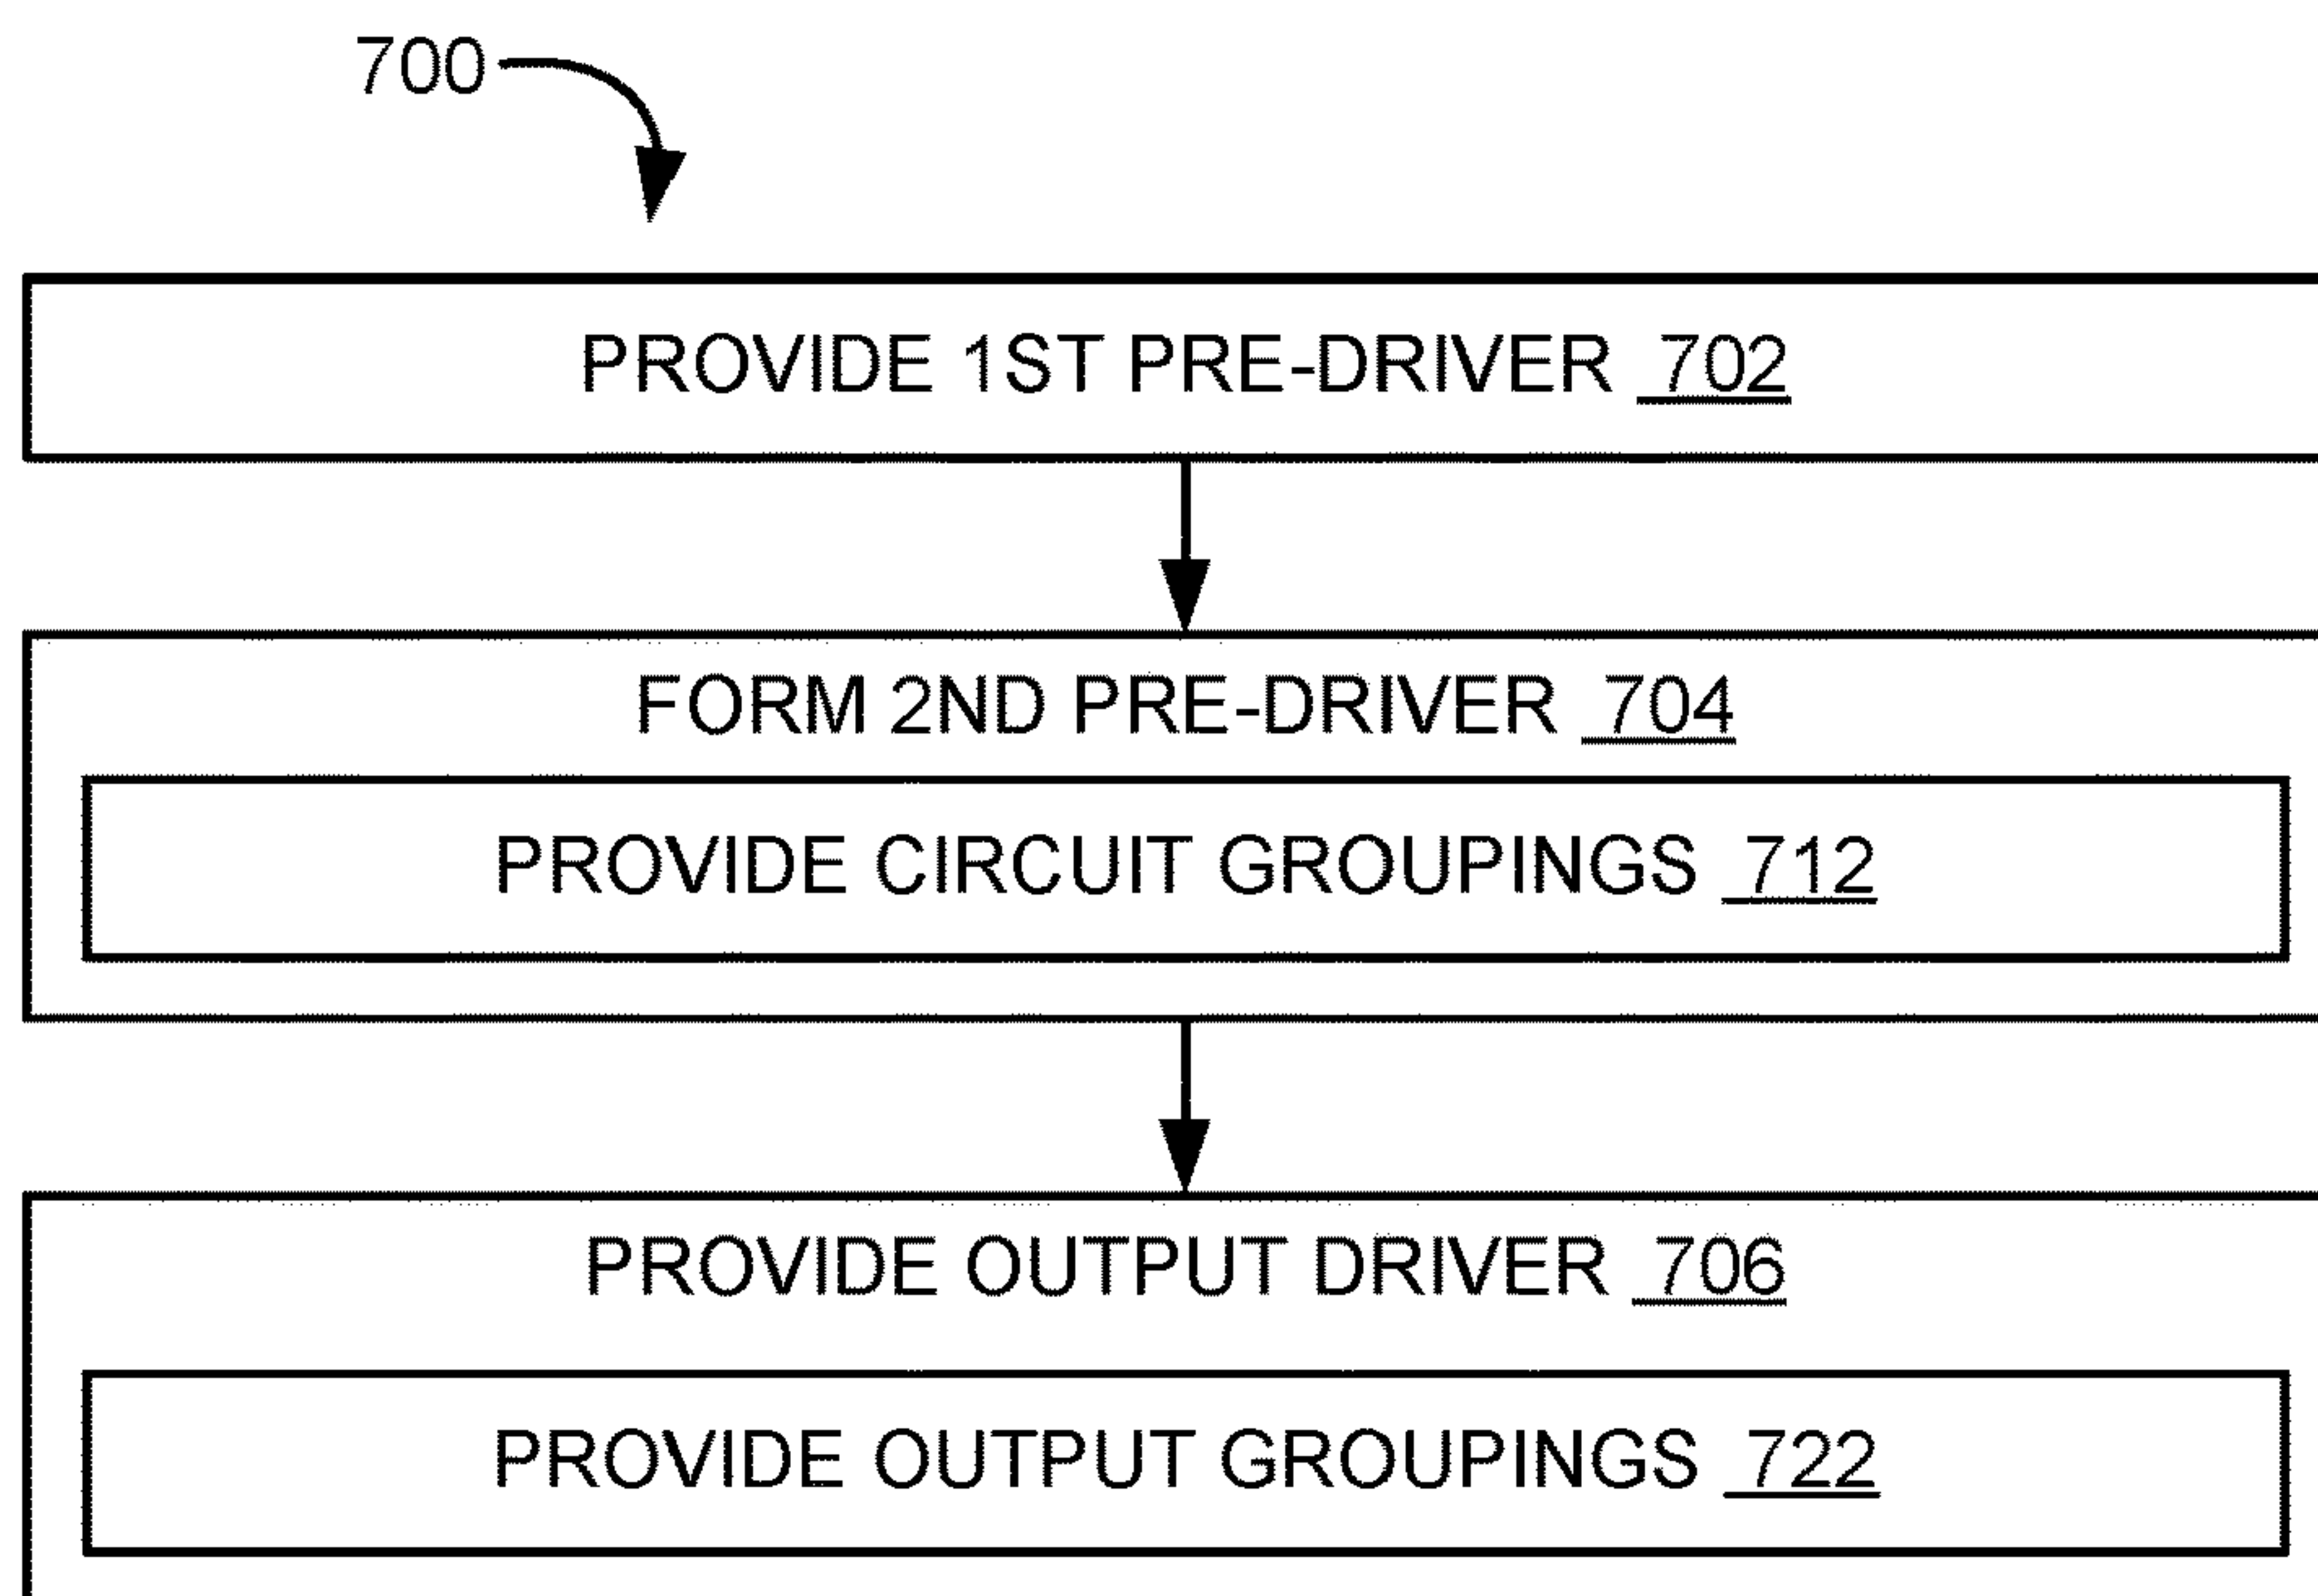 700
PROVIDE 1ST PRE-DRIVER 702
FORM 2ND PRE-DRIVER 704
PROVIDE CIRCUIT GROUPINGS 712
PROVIDE OUTPUT DRIVER 706
PROVIDE OUTPUT GROUPINGS 722